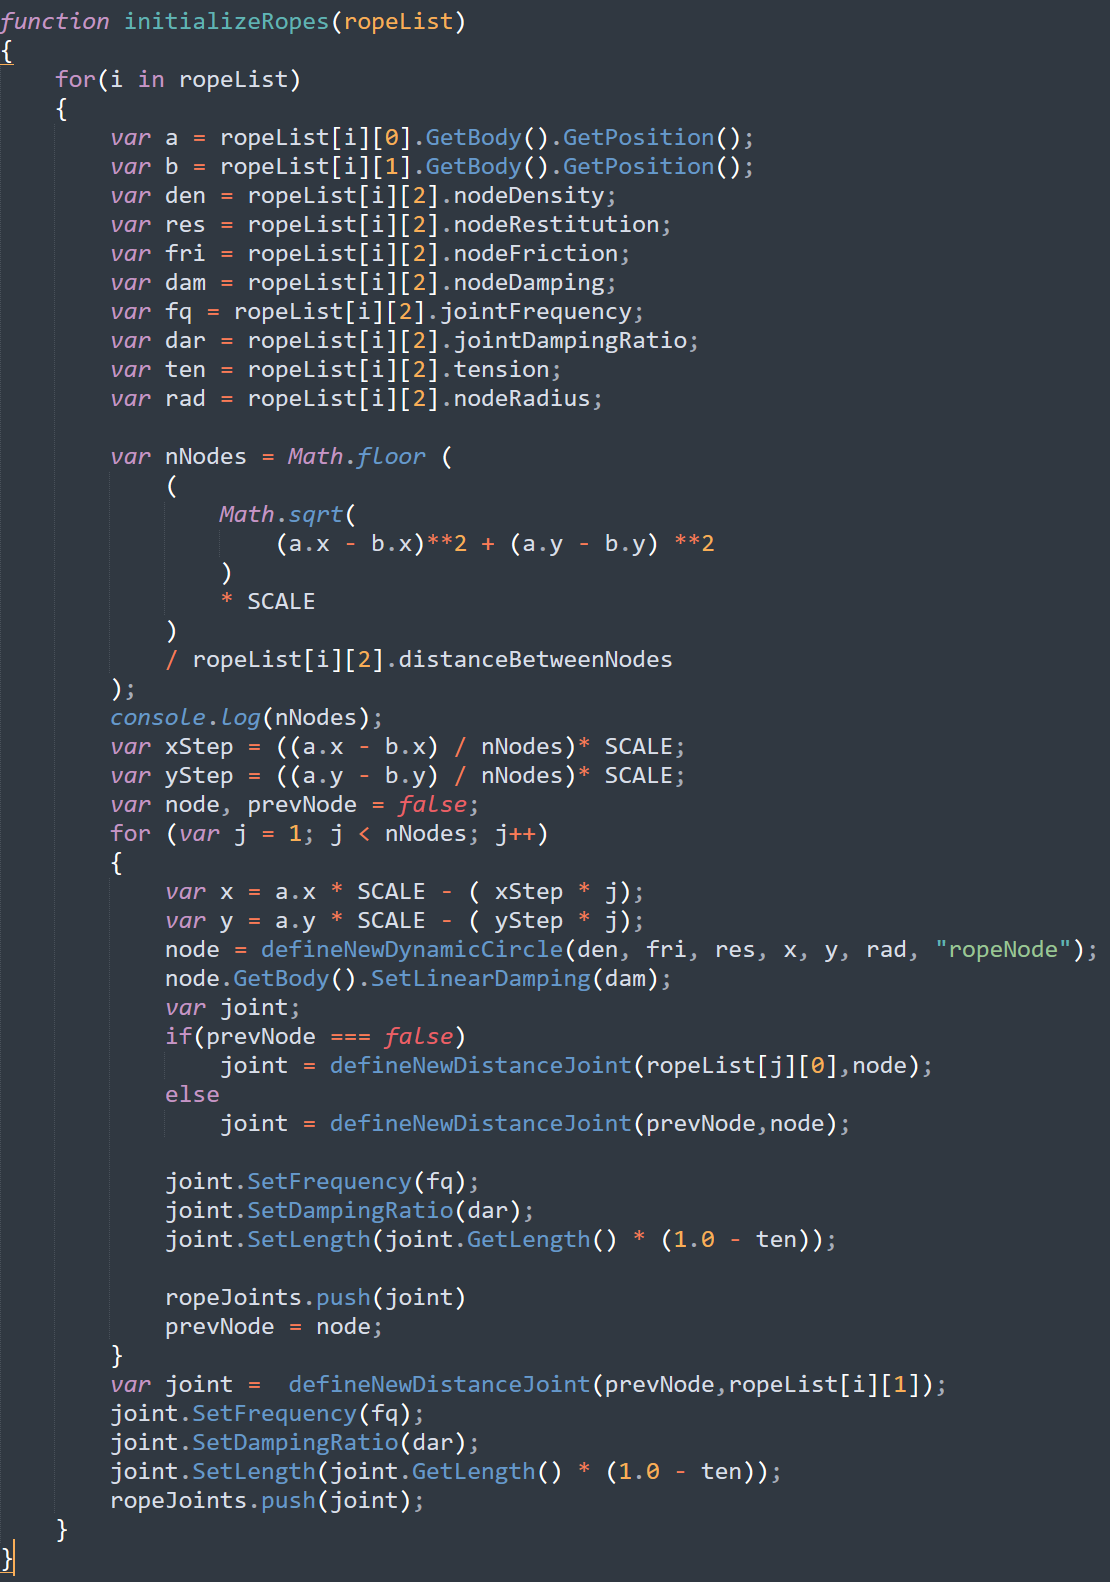 function initializeRopes(ropeList)
{
    for(i in ropeList)
    {
        var a = ropeList[i][0].GetBody().GetPosition();
        var b = ropeList[i][1].GetBody().GetPosition();
        var den = ropeList[i][2].nodeDensity;
        var res = ropeList[i][2].nodeRestitution;
        var fri = ropeList[i][2].nodeFriction;
        var dam = ropeList[i][2].nodeDamping;
        var fq = ropeList[i][2].jointFrequency;
        var dar = ropeList[i][2].jointDampingRatio;
        var ten = ropeList[i][2].tension;
        var rad = ropeList[i][2].nodeRadius;

        var nNodes = Math.floor (
            (
                Math.sqrt(
                    (a.x - b.x)**2 + (a.y - b.y) **2
                )
                * SCALE
            )
            / ropeList[i][2].distanceBetweenNodes
        );
        console.log(nNodes);
        var xStep = ((a.x - b.x) / nNodes)* SCALE;
        var yStep = ((a.y - b.y) / nNodes)* SCALE;
        var node, prevNode = false;
        for (var j = 1; j < nNodes; j++)
        {
            var x = a.x * SCALE - ( xStep * j);
            var y = a.y * SCALE - ( yStep * j);
            node = defineNewDynamicCircle(den, fri, res, x, y, rad, "ropeNode");
            node.GetBody().SetLinearDamping(dam);
            var joint;
            if(prevNode === false)
                joint = defineNewDistanceJoint(ropeList[j][0],node);
            else
                joint = defineNewDistanceJoint(prevNode,node);

            joint.SetFrequency(fq);
            joint.SetDampingRatio(dar);
            joint.SetLength(joint.GetLength() * (1.0 - ten));

            ropeJoints.push(joint)
            prevNode = node;
        }
        var joint =  defineNewDistanceJoint(prevNode,ropeList[i][1]);
        joint.SetFrequency(fq);
        joint.SetDampingRatio(dar);
        joint.SetLength(joint.GetLength() * (1.0 - ten));
        ropeJoints.push(joint);
    }
}